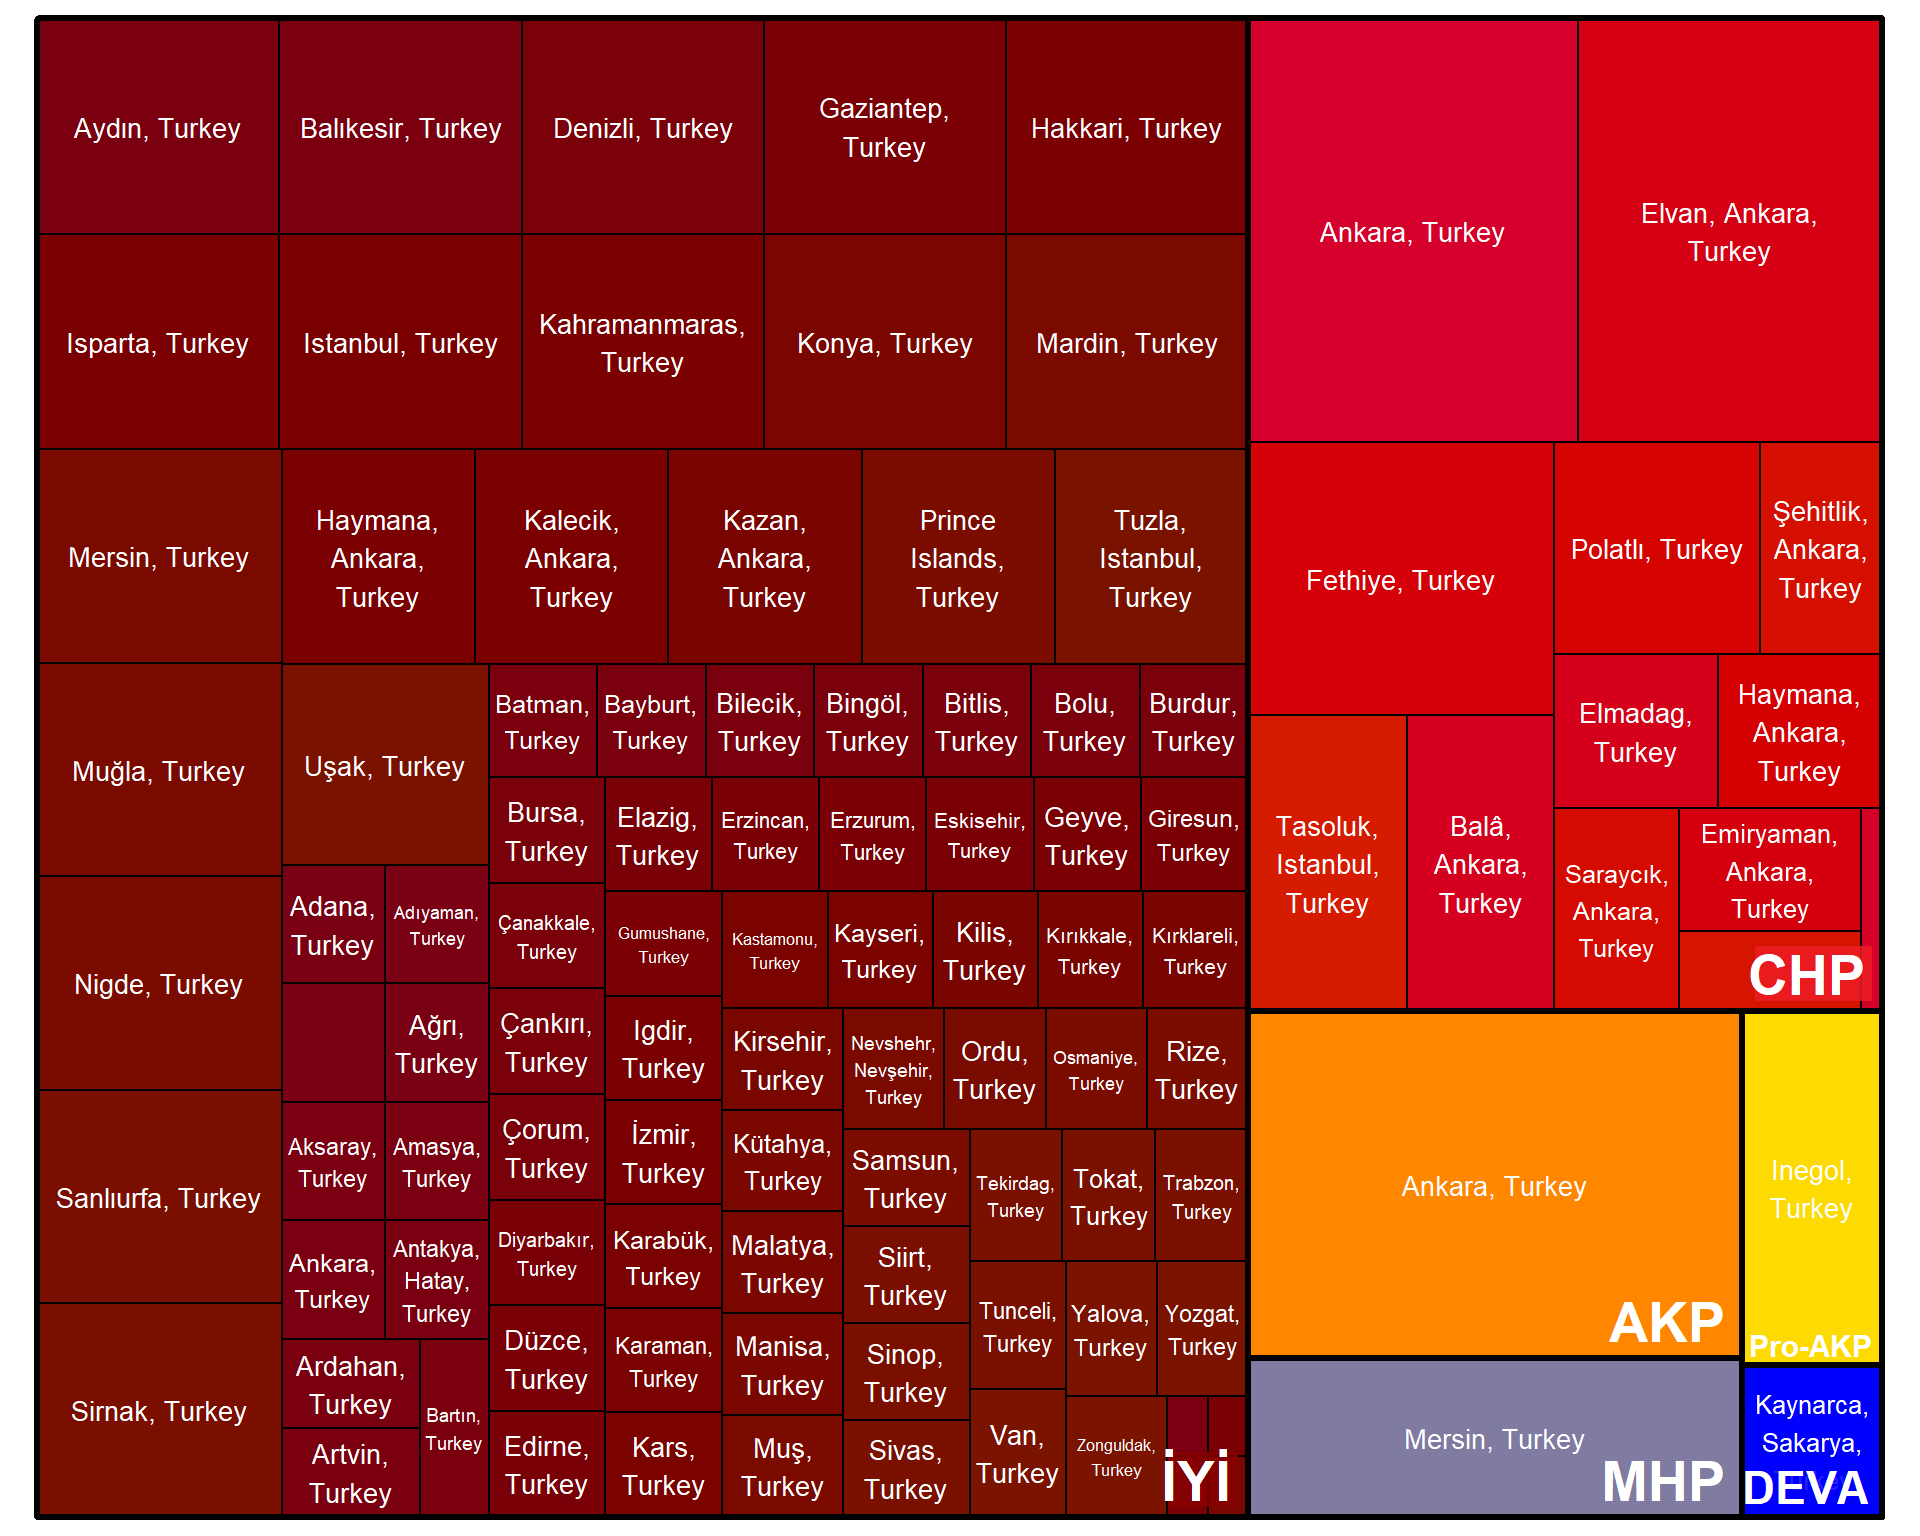 Aydın, Turkey
Balıkesir, Turkey
Denizli, Turkey
Gaziantep,
Turkey
Hakkari, Turkey
Isparta, Turkey
Istanbul, Turkey
Kahramanmaras,
Turkey
Konya, Turkey
Mardin, Turkey
Mersin, Turkey
Haymana,
Ankara,
Turkey
Kalecik,
Ankara,
Turkey
Kazan,
Ankara,
Turkey
Prince
Islands,
Turkey
Tuzla,
Istanbul,
Turkey
Muğla, Turkey
Nigde, Turkey
Sanlıurfa, Turkey
Sirnak, Turkey
Uşak, Turkey
Adana,
Turkey
Adıyaman,
Turkey
Ağrı,
Turkey
Aksaray,
Turkey
Amasya,
Turkey
Ankara,
Turkey
Antakya,
Hatay,
Turkey
Ardahan,
Turkey
Artvin,
Turkey
Bartın,
Turkey
Batman,
Turkey
Bayburt,
Turkey
Bilecik,
Turkey
Bingöl,
Turkey
Bitlis,
Turkey
Bolu,
Turkey
Burdur,
Turkey
Bursa,
Turkey
Çanakkale,
Turkey
Çankırı,
Turkey
Çorum,
Turkey
Diyarbakır,
Turkey
Düzce,
Turkey
Edirne,
Turkey
Elazig,
Turkey
Erzincan,
Turkey
Erzurum,
Turkey
Eskisehir,
Turkey
Geyve,
Turkey
Giresun,
Turkey
Gumushane,
Turkey
Igdir,
Turkey
İzmir,
Turkey
Karabük,
Turkey
Karaman,
Turkey
Kars,
Turkey
Kastamonu,
Turkey
Kayseri,
Turkey
Kilis,
Turkey
Kırıkkale,
Turkey
Kırklareli,
Turkey
Kirsehir,
Turkey
Kütahya,
Turkey
Malatya,
Turkey
Manisa,
Turkey
Muş,
Turkey
Nevshehr,
Nevşehir,
Turkey
Ordu,
Turkey
Osmaniye,
Turkey
Rize,
Turkey
Samsun,
Turkey
Siirt,
Turkey
Sinop,
Turkey
Sivas,
Turkey
Tekirdag,
Turkey
Tokat,
Turkey
Trabzon,
Turkey
Tunceli,
Turkey
Yalova,
Turkey
Yozgat,
Turkey
Van,
Turkey
Zonguldak,
Turkey
İYİ
Ankara, Turkey
Elvan, Ankara,
Turkey
Fethiye, Turkey
Polatlı, Turkey
Şehitlik,
Ankara,
Turkey
Tasoluk,
Istanbul,
Turkey
Balâ,
Ankara,
Turkey
Elmadag,
Turkey
Haymana,
Ankara,
Turkey
Saraycık,
Ankara,
Turkey
Emiryaman,
Ankara,
Turkey
CHP
Ankara, Turkey
AKP
Inegol,
Turkey
Pro-AKP
Mersin, Turkey
MHP
Kaynarca,
Sakarya,
DEVA